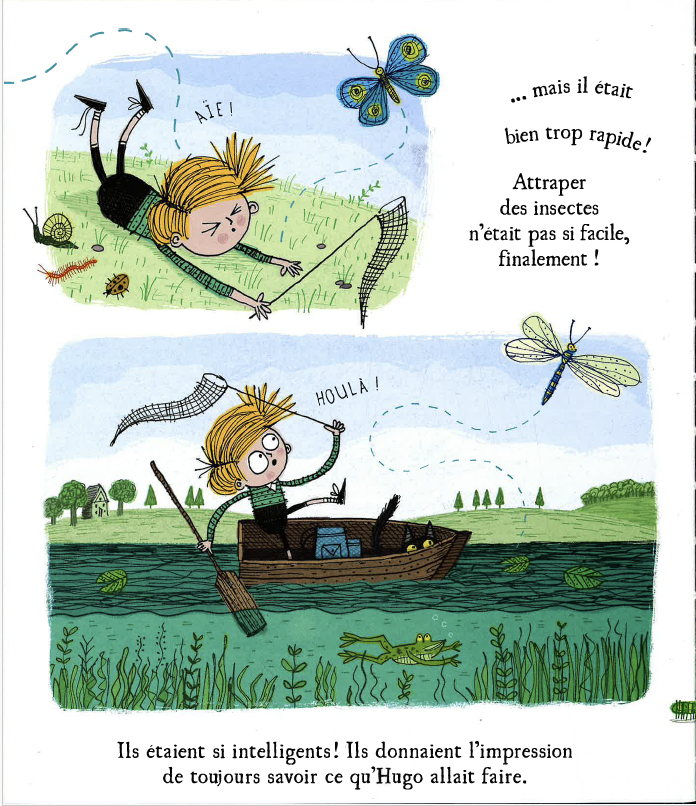 AÏE!
... mais il était
bien trop rapide!
Attraper
des insectes
n'était pas si facile,
finalement !
HOULÀ !
Ils étaient si intelligents! Ils donnaient l'impression
de toujours savoir ce qu'Hugo allait faire.